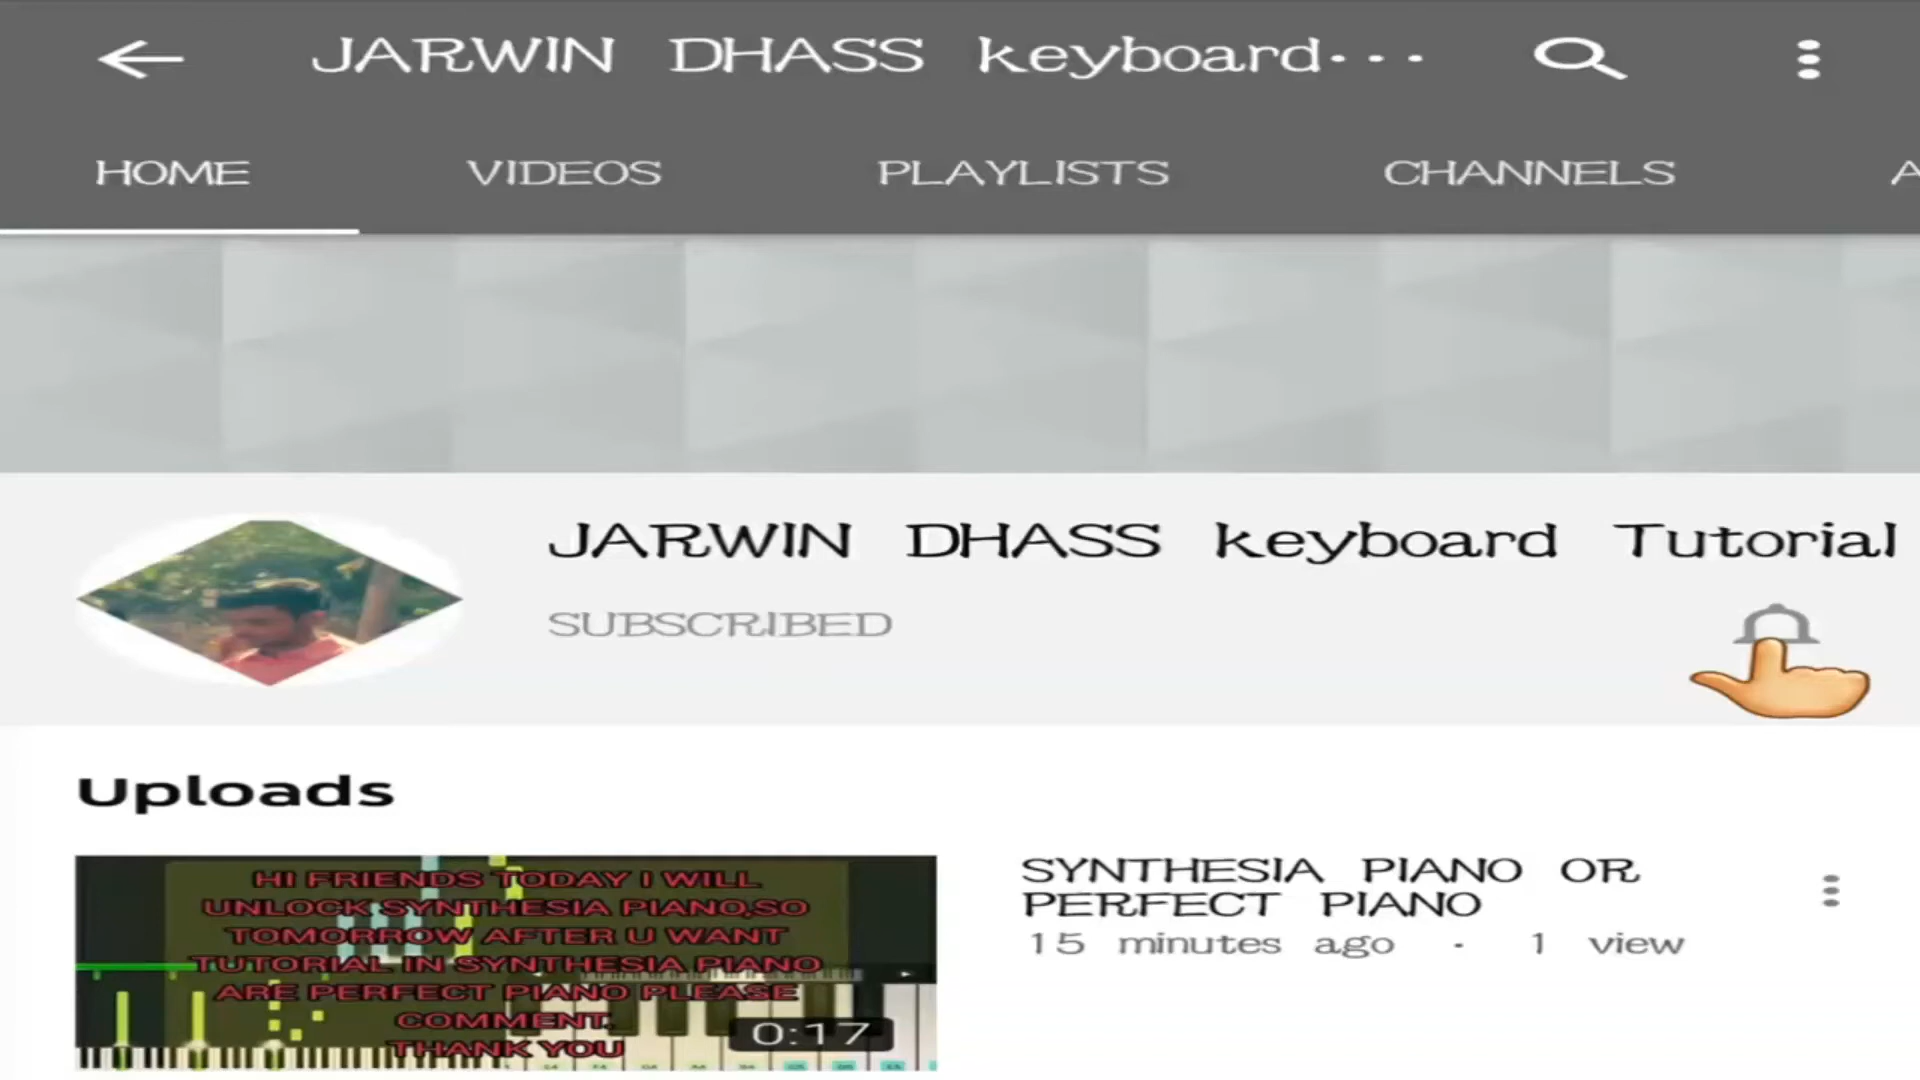 JARWIN DHASS keyboard...
HOME VIDEOS PLAYLISTS CHANNELS A
JARWIN DHASS keyboard Tutorial
SUBSCRIBED
Uploads
HI FRIENDS TODAY I WILL
UNLOCK SYNTHESIA PIANO,SO
TOMORROW AFTER U WANT
TUTORIAL IN SYNTHESIA PIANO
ARE PERFECT PIANO PLEASE
COMMENT.
THANK YOU
0:17
SYNTHESIA PIANO OR
PERFECT PIANO
15 minutes ago · 1 view